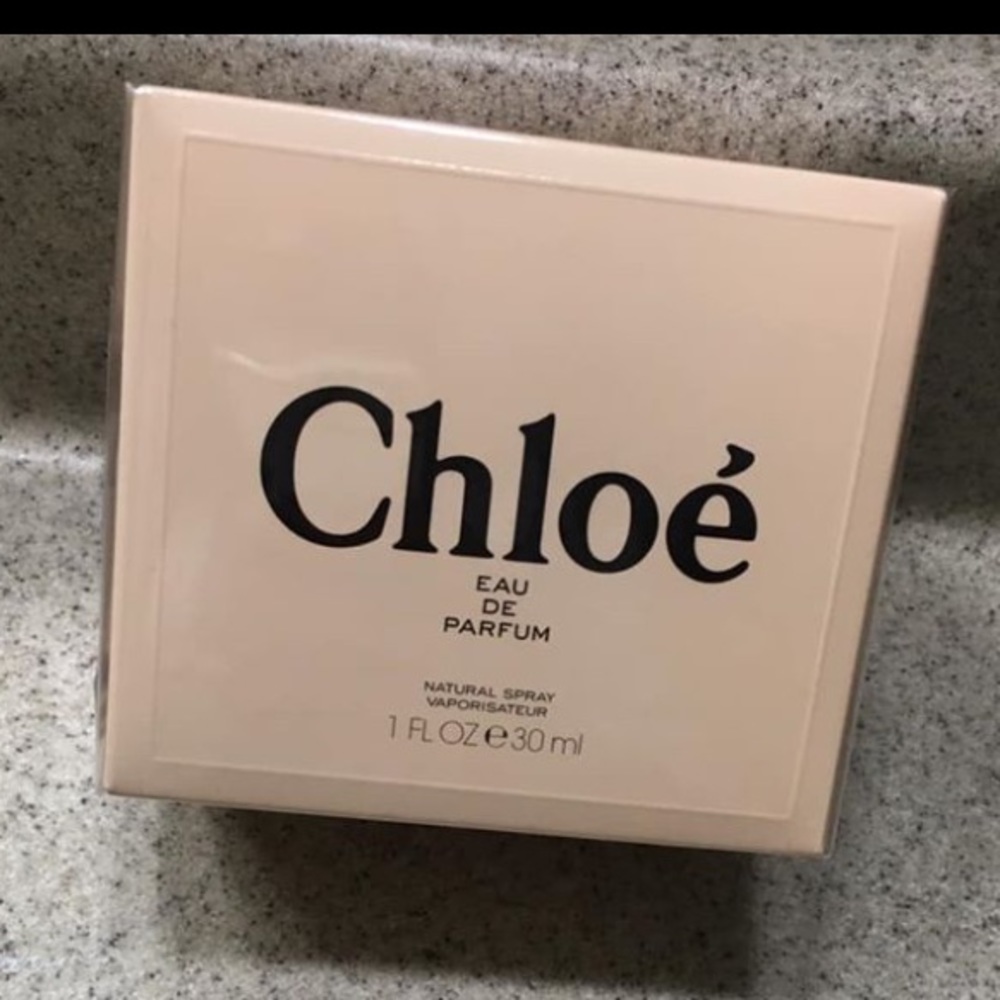 Chloé
EAU
DE
PARFUM
NATURAL SPRAY
VAPORISATEUR
1 FL OZ ℮ 30 ml